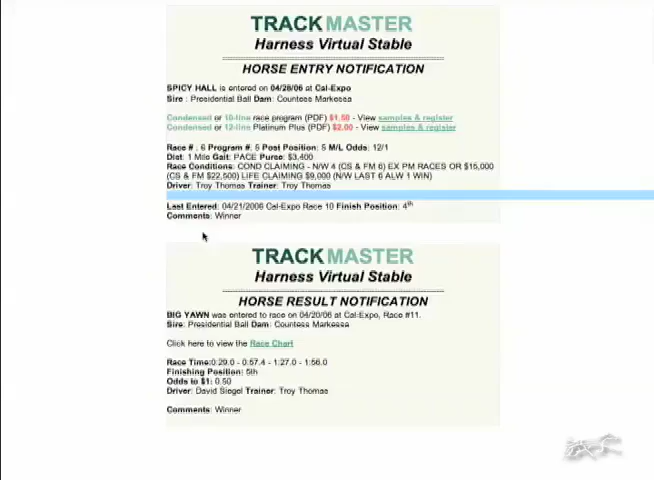 TRACKMASTER
Harness Virtual Stable
HORSE ENTRY NOTIFICATION
SPICY HALL is entered on 04/28/06 at Cal-Expo
Sire : Presidential Ball Dam: Countess Markessa
Condensed or 10-line race program (PDF) $1.50 - View samples & register
Condensed or 12-line Platinum Plus (PDF) $2.00 - View samples & register
Race # : 6 Program #: 5 Post Position: 5 M/L Odds: 12/1
Dist: 1 Mile Gait: PACE Purse: $3,400
Race Conditions: COND CLAIMING - N/W 4 (CS & FM 6) EX PM RACES OR $15,000
(CS & FM $22,500) LIFE CLAIMING $9,000 (N/W LAST 6 ALW 1 WIN)
Driver: Troy Thomas Trainer: Troy Thomas
Last Entered: 04/21/2006 Cal-Expo Race 10 Finish Position: 4th
Comments: Winner
TRACKMASTER
Harness Virtual Stable
HORSE RESULT NOTIFICATION
BIG YAWN was entered to race on 04/20/06 at Cal-Expo, Race #11.
Sire: Presidential Ball Dam: Countess Markessa
Click here to view the Race Chart
Race Time:0:29.0 - 0:57.4 - 1:27.0 - 1:56.0
Finishing Position: 5th
Odds to $1: 0.50
Driver: David Siegel Trainer: Troy Thomas
Comments: Winner